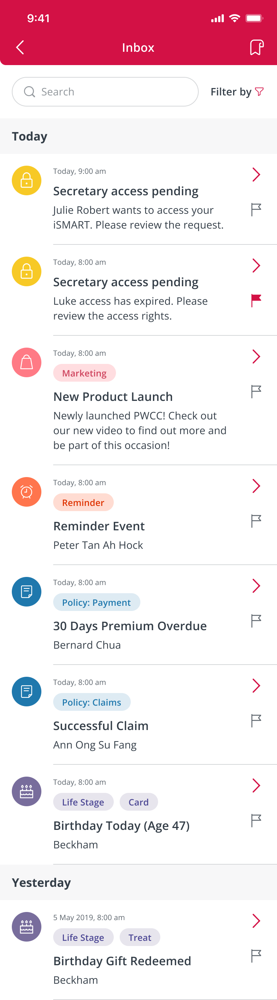 9:41
Inbox
Search
Filter by
Today
Today, 9:00 am
Secretary access pending
Julie Robert wants to access your
iSMART. Please review the request.
Today, 8:00 am
Secretary access pending
Luke access has expired. Please
review the access rights.
Today, 8:00 am
Marketing
New Product Launch
Newly launched PWCC! Check out
our new video to find out more and
be part of this occasion!
Today, 8:00 am
Reminder
Reminder Event
Peter Tan Ah Hock
Today, 8:00 am
Policy: Payment
30 Days Premium Overdue
Bernard Chua
Today, 8:00 am
Policy: Claims
Successful Claim
Ann Ong Su Fang
Today, 8:00 am
Life Stage Card
Birthday Today (Age 47)
Beckham
Yesterday
5 May 2019, 8:00 am
Life Stage Treat
Birthday Gift Redeemed
Beckham